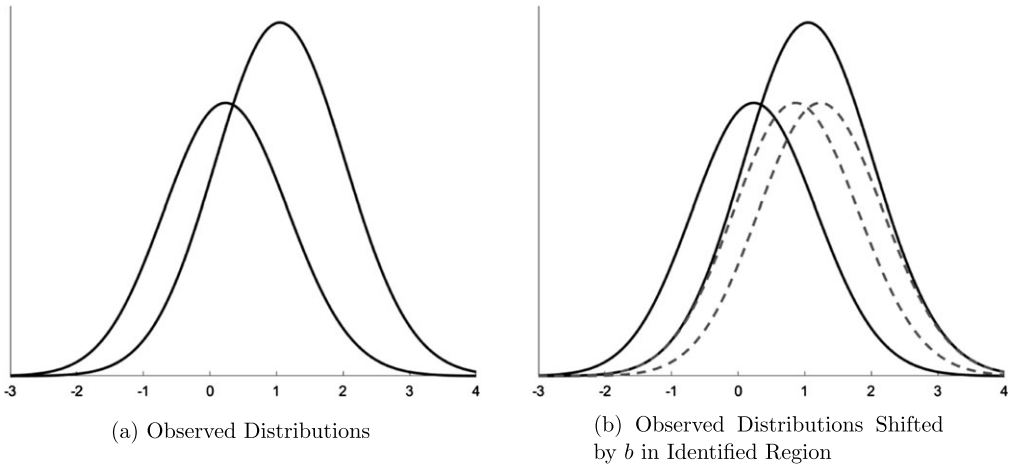 -3 -2 -1 0 1 2 3 4
-3 -2 -1 0 1 2 3 4
(a) Observed Distributions
(b) Observed Distributions Shifted
by b in Identified Region